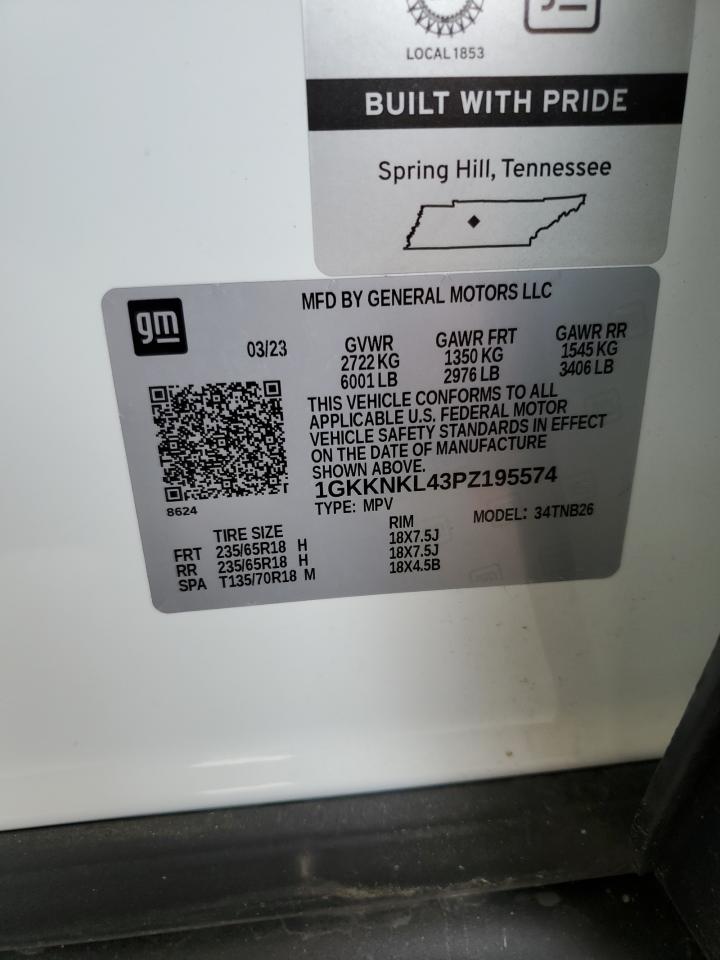 LOCAL 1853
BUILT WITH PRIDE
Spring Hill, Tennessee
gm
MFD BY GENERAL MOTORS LLC
03/23
GVWR
2722 KG
6001 LB
GAWR FRT
1350 KG
2976 LB
GAWR RR
1545 KG
3406 LB
THIS VEHICLE CONFORMS TO ALL
APPLICABLE U.S. FEDERAL MOTOR
VEHICLE SAFETY STANDARDS IN EFFECT
ON THE DATE OF MANUFACTURE
SHOWN ABOVE.
1GKKNKL43PZ195574
8624
TYPE: MPV
MODEL: 34TNB26
TIRE SIZE RIM
FRT 235/65R18 H 18X7.5J
RR 235/65R18 H 18X7.5J
SPA T135/70R18 M 18X4.5B